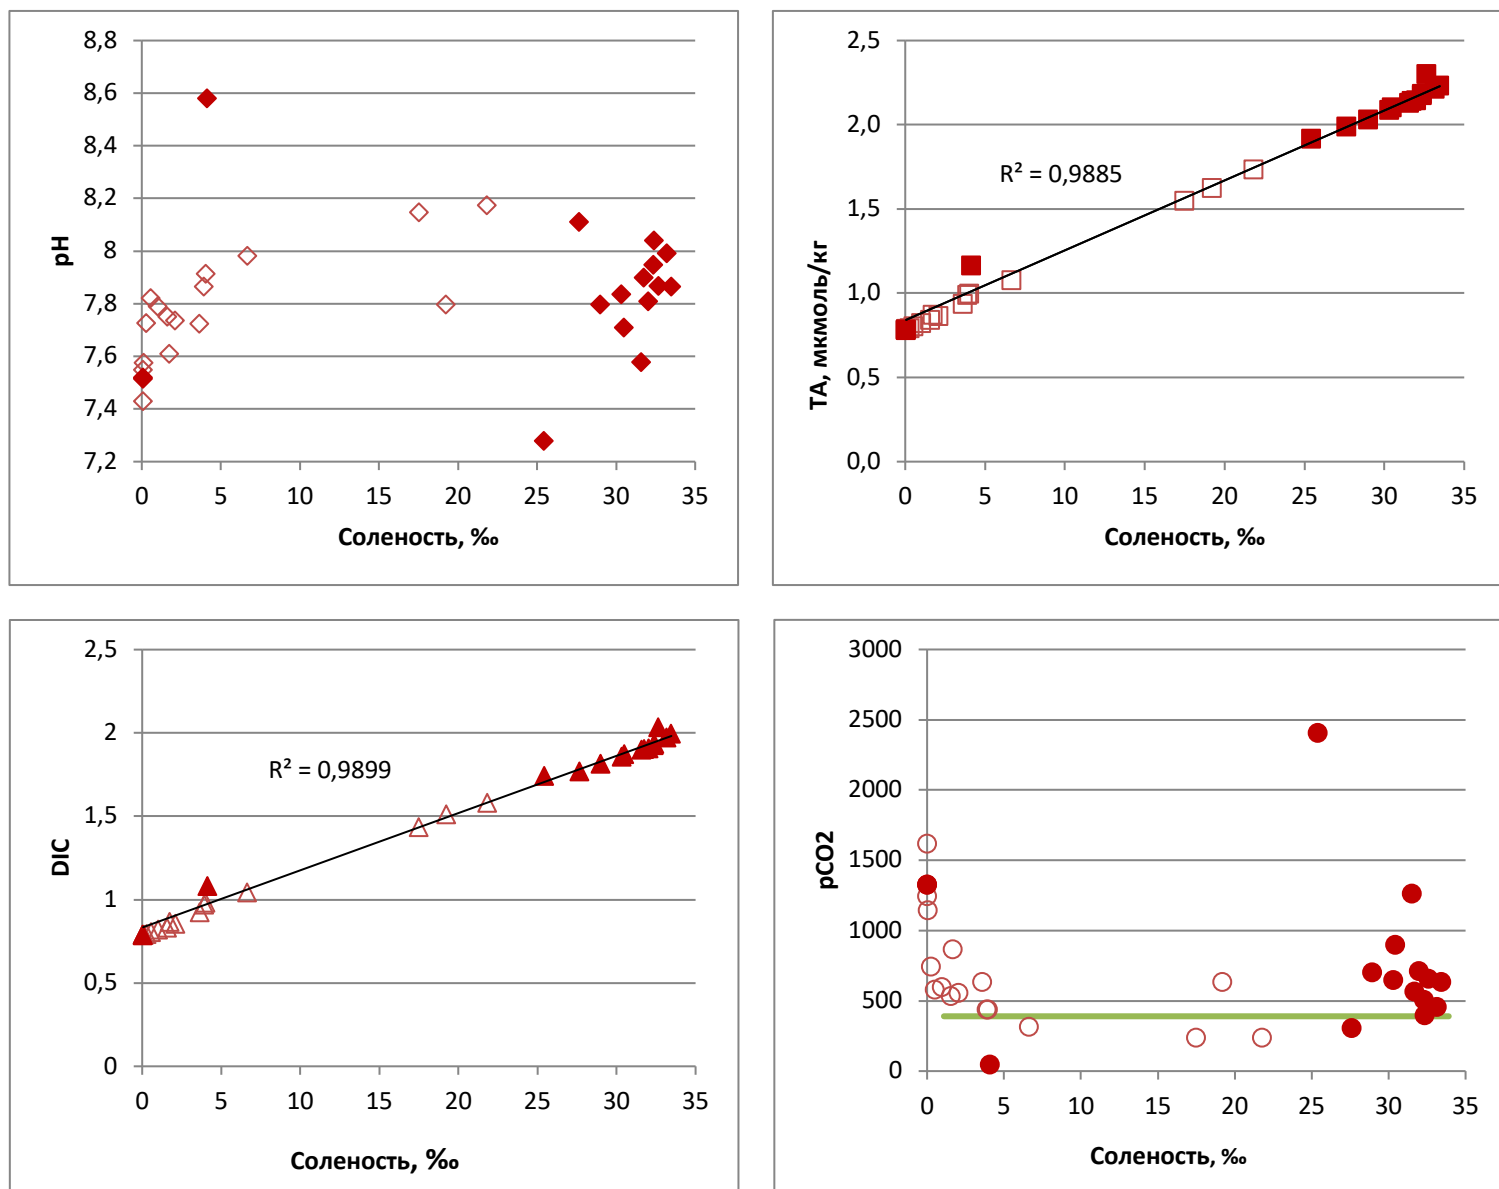 8,8
8,6
8,4
8,2
8
7,8
7,6
7,4
7,2
pH
0 5 10 15 20 25 30 35
Соленость, ‰
2,5
2,0
1,5
1,0
0,5
0,0
ТА, мкмоль/кг
R² = 0,9885
0 5 10 15 20 25 30 35
Соленость, ‰
2,5
2
1,5
1
0,5
0
DIC
R² = 0,9899
0 5 10 15 20 25 30 35
Соленость, ‰
3000
2500
2000
1500
1000
500
0
pCO2
0 5 10 15 20 25 30 35
Соленость, ‰